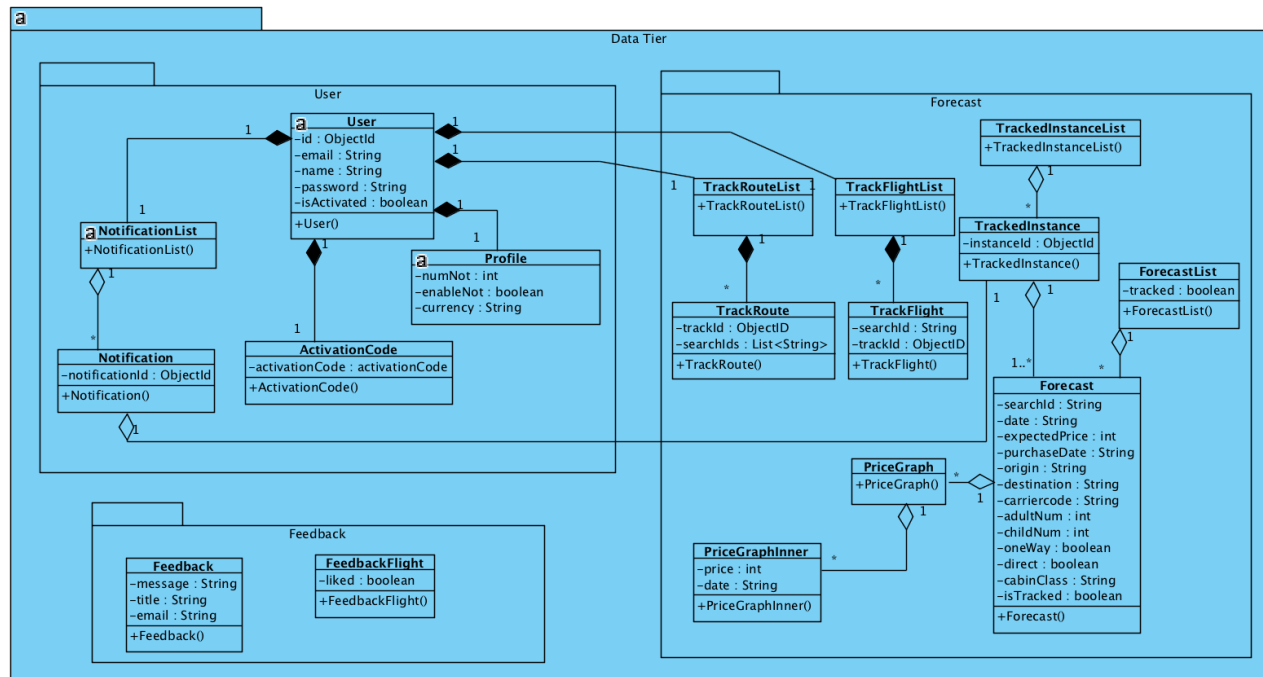 a
Data Tier
User
a
User
-id : ObjectId
-email : String
-name : String
-password : String
-isActivated : boolean
+User()
1
1
1
1
1
1
1
1
a
NotificationList
+NotificationList()
1
*
Notification
-notificationId : ObjectId
+Notification()
1
a
Profile
-numNot : int
-enableNot : boolean
-currency : String
1
ActivationCode
-activationCode : activationCode
+ActivationCode()
Forecast
TrackedInstanceList
+TrackedInstanceList()
1
*
1
TrackRouteList
+TrackRouteList()
1
*
TrackFlightList
+TrackFlightList()
1
*
TrackedInstance
-instanceId : ObjectId
+TrackedInstance()
1
1
1..*
ForecastList
-tracked : boolean
+ForecastList()
1
*
TrackRoute
-trackId : ObjectID
-searchIds : List<String>
+TrackRoute()
TrackFlight
-searchId : String
-trackId : ObjectID
+TrackFlight()
Forecast
-searchId : String
-date : String
-expectedPrice : int
-purchaseDate : String
-origin : String
-destination : String
-carriercode : String
-adultNum : int
-childNum : int
-oneWay : boolean
-direct : boolean
-cabinClass : String
-isTracked : boolean
+Forecast()
PriceGraph
+PriceGraph()
*
1
1
*
PriceGraphInner
-price : int
-date : String
+PriceGraphInner()
Feedback
Feedback
-message : String
-title : String
-email : String
+Feedback()
FeedbackFlight
-liked : boolean
+FeedbackFlight()